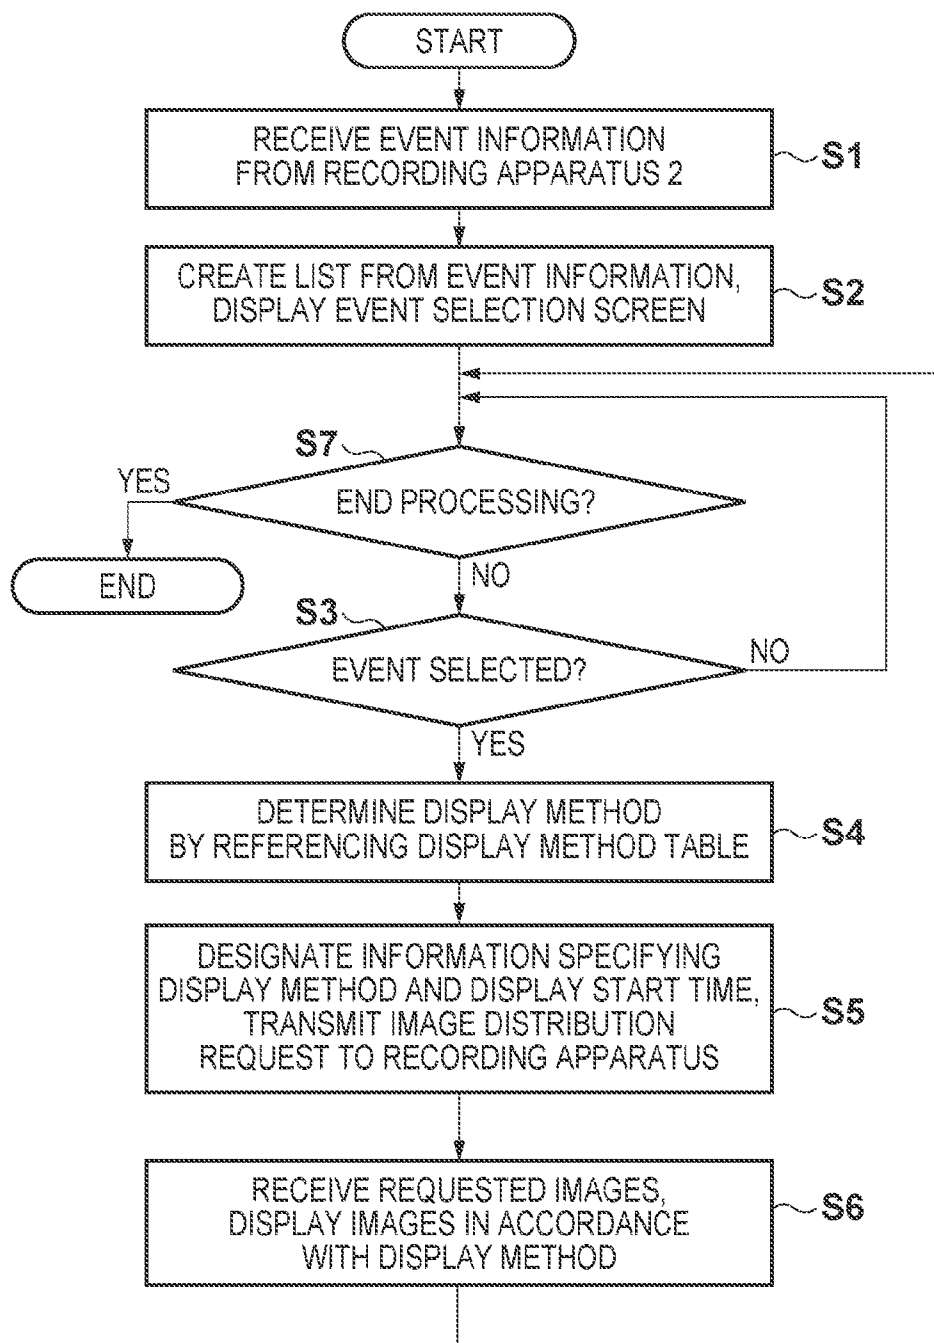 START
RECEIVE EVENT INFORMATION
FROM RECORDING APPARATUS 2
S1
CREATE LIST FROM EVENT INFORMATION,
DISPLAY EVENT SELECTION SCREEN
S2
S7
YES
END PROCESSING?
END
NO
S3
EVENT SELECTED?
NO
YES
DETERMINE DISPLAY METHOD
BY REFERENCING DISPLAY METHOD TABLE
S4
DESIGNATE INFORMATION SPECIFYING
DISPLAY METHOD AND DISPLAY START TIME,
TRANSMIT IMAGE DISTRIBUTION
REQUEST TO RECORDING APPARATUS
S5
RECEIVE REQUESTED IMAGES,
DISPLAY IMAGES IN ACCORDANCE
WITH DISPLAY METHOD
S6